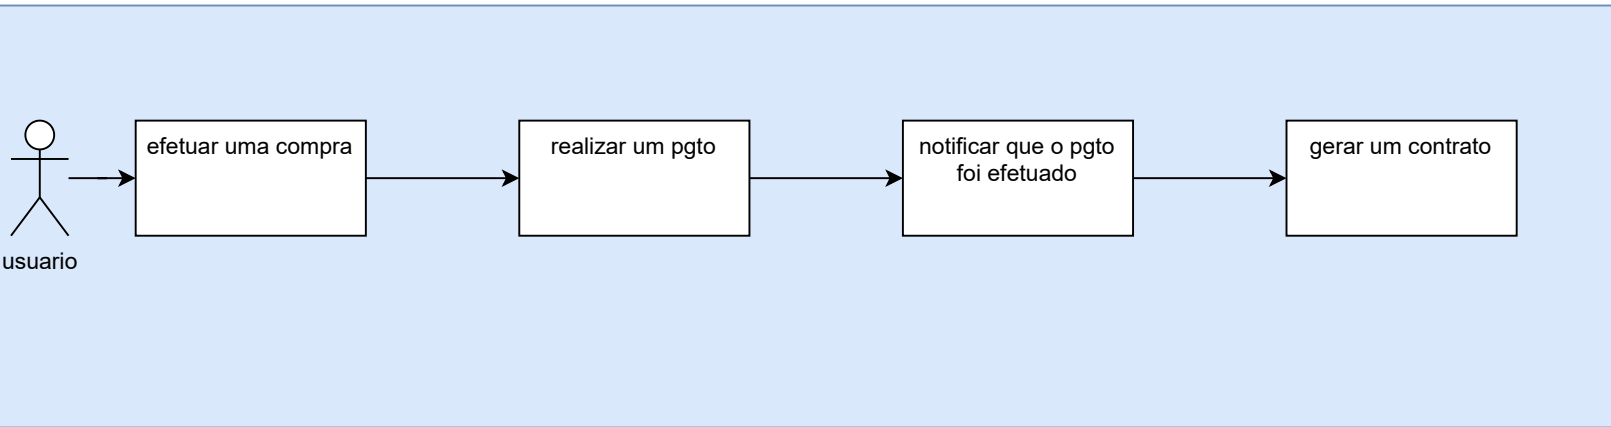 efetuar uma compra
realizar um pgto
notificar que o pgto
foi efetuado
gerar um contrato
usuario